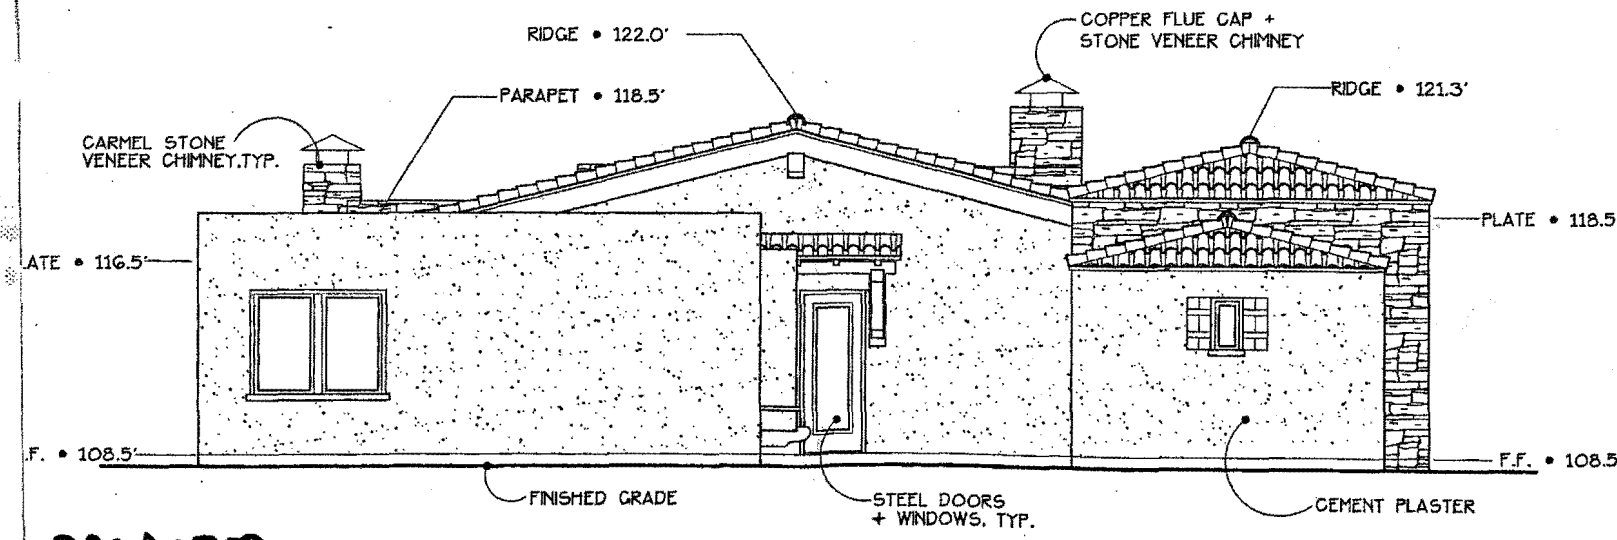 COPPER FLUE CAP +
STONE VENEER CHIMNEY
RIDGE • 122.0'
RIDGE • 121.3'
PARAPET • 118.5'
CARMEL STONE
VENEER CHIMNEY,TYP.
PLATE • 118.5
ATE • 116.5'
.F. • 108.5'
F.F. • 108.5
FINISHED GRADE
STEEL DOORS
+ WINDOWS, TYP.
CEMENT PLASTER